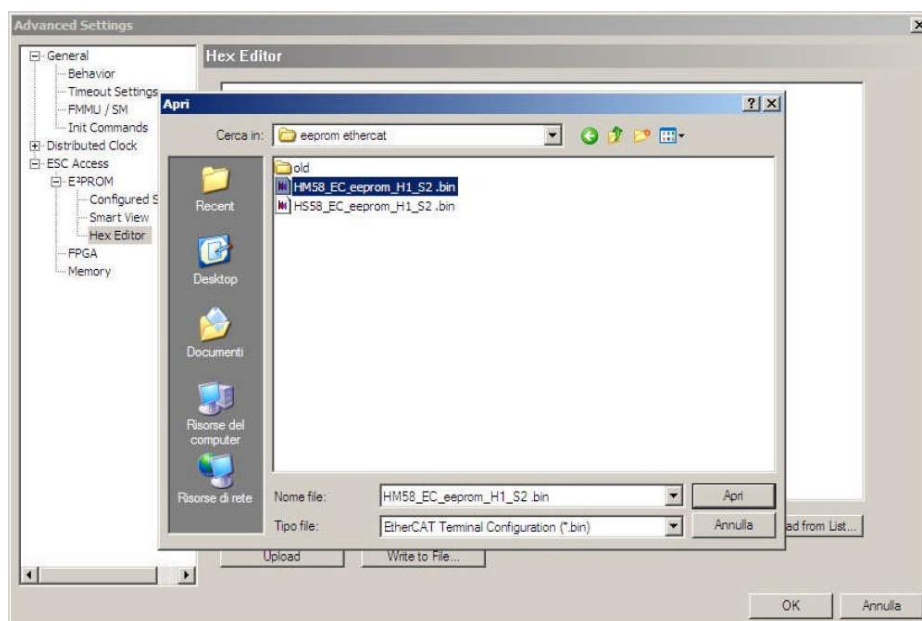 Advanced Settings
General
Behavior
Timeout Settings
FMMU / SM
Init Commands
Distributed Clock
ESC Access
E²PROM
Configured S
Smart View
Hex Editor
FPGA
Memory
Hex Editor
Apri
Cerca in:
eeprom ethercat
Recent
Desktop
Documenti
Risorse del
computer
Risorse di rete
old
HM58_EC_eeprom_H1_S2 .bin
HS58_EC_eeprom_H1_S2 .bin
Nome file:
HM58_EC_eeprom_H1_S2 .bin
Apri
Tipo file:
EtherCAT Terminal Configuration (*.bin)
Annulla
ad from List...
Upload
Write to File...
OK
Annulla